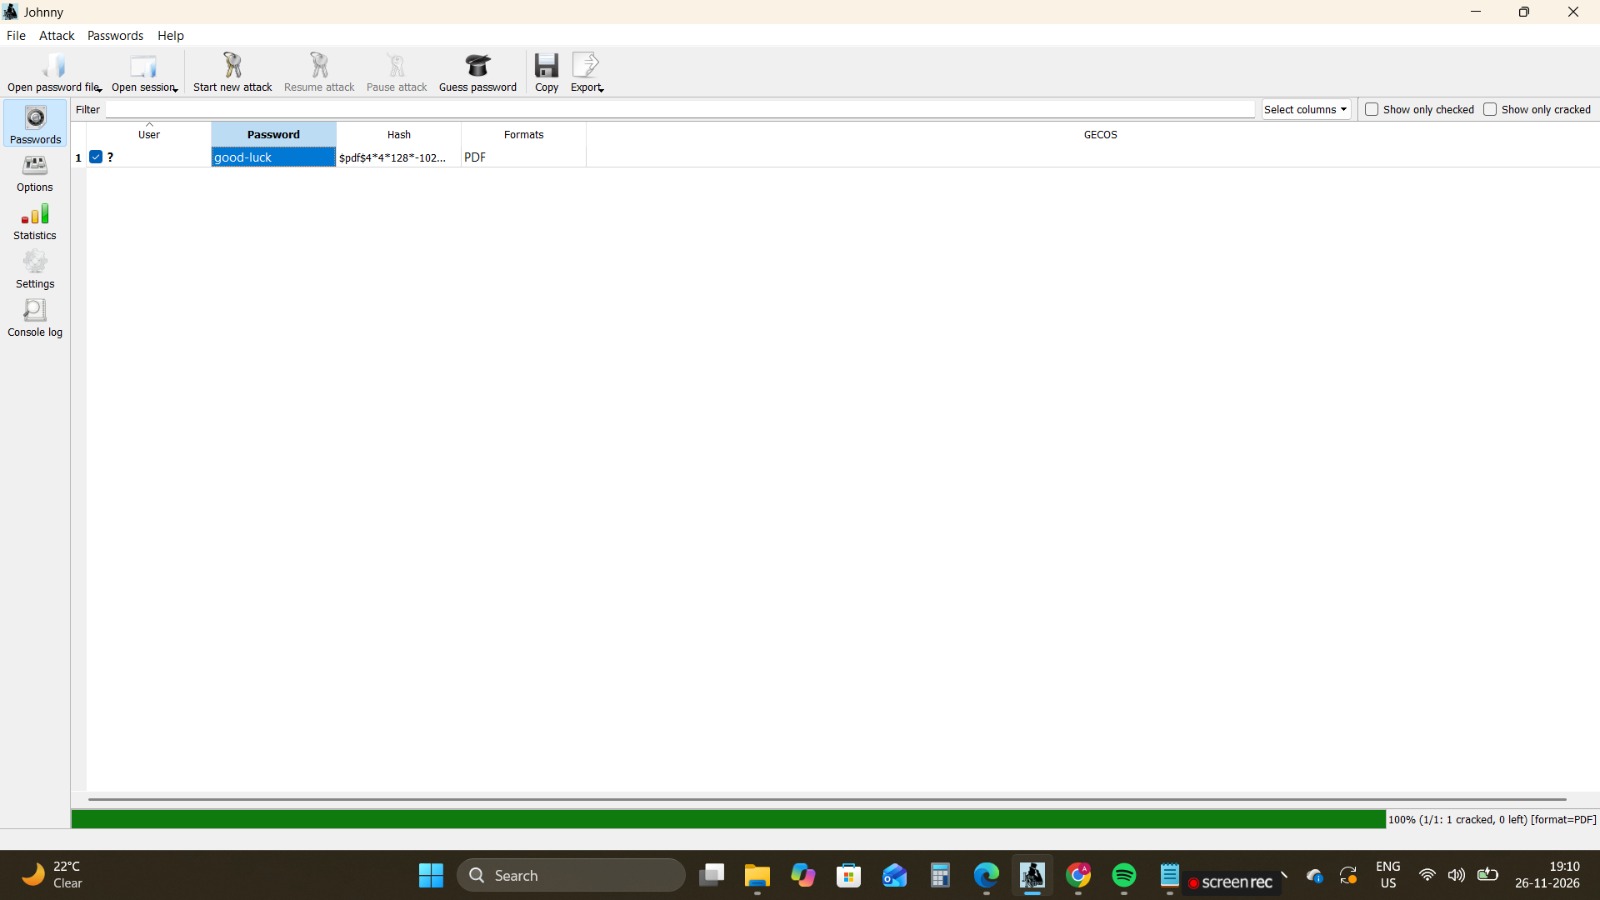 Johnny
File Attack Passwords Help
Open password file Open session Start new attack Resume attack Pause attack Guess password Copy Export
Passwords
Filter Select columns Show only checked Show only cracked
User Password Hash Formats GECOS
1 ? good-luck $pdf$4*4*128*-102... PDF
Options
Statistics
Settings
Console log
100% (1/1: 1 cracked, 0 left) [format=PDF]
22°C
Clear
Search
screenrec
ENG
US
19:10
26-11-2026